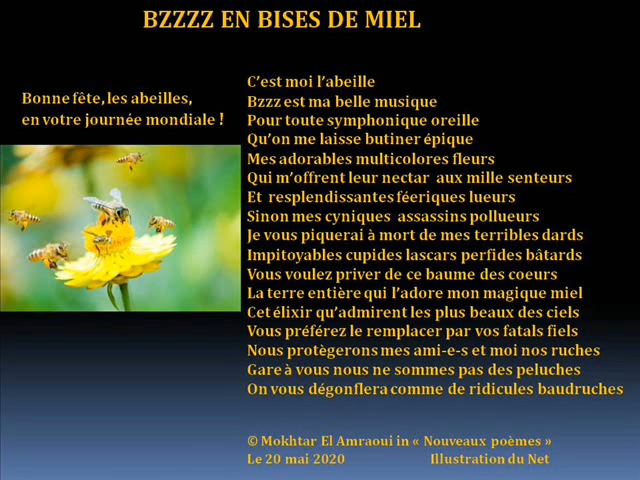 BZZZZ EN BISES DE MIEL
Bonne fête, les abeilles,
en votre journée mondiale !
C'est moi l'abeille
Bzzz est ma belle musique
Pour toute symphonique oreille
Qu'on me laisse butiner épique
Mes adorables multicolores fleurs
Qui m'offrent leur nectar aux mille senteurs
Et resplendissantes féeriques lueurs
Sinon mes cyniques assassins pollueurs
Je vous piquerai à mort de mes terribles dards
Impitoyables cupides lascars perfides bâtards
Vous voulez priver de ce baume des coeurs
La terre entière qui l'adore mon magique miel
Cet élixir qu'admirent les plus beaux des ciels
Vous préférez le remplacer par vos fatals fiels
Nous protègerons mes ami-e-s et moi nos ruches
Gare à vous nous ne sommes pas des peluches
On vous dégonflera comme de ridicules baudruches
© Mokhtar El Amraoui in « Nouveaux poèmes »
Le 20 mai 2020 Illustration du Net